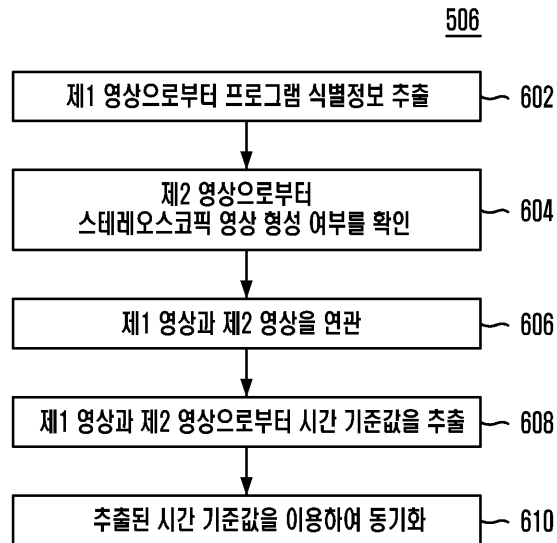 506
제1 영상으로부터 프로그램 식별정보 추출
602
제2 영상으로부터
스테레오스코픽 영상 형성 여부를 확인
604
제1 영상과 제2 영상을 연관
606
제1 영상과 제2 영상으로부터 시간 기준값을 추출
608
추출된 시간 기준값을 이용하여 동기화
610